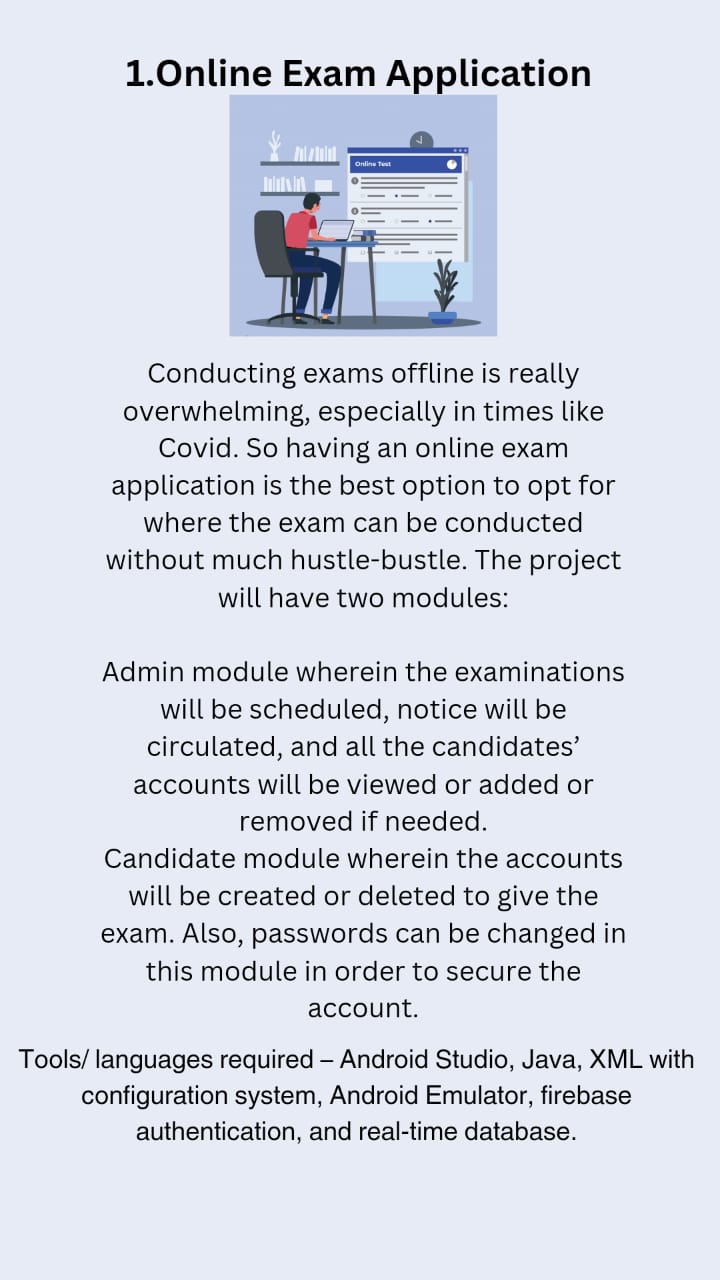 1.Online Exam Application
Online Test
Conducting exams offline is really
overwhelming, especially in times like
Covid. So having an online exam
application is the best option to opt for
where the exam can be conducted
without much hustle-bustle. The project
will have two modules:
Admin module wherein the examinations
will be scheduled, notice will be
circulated, and all the candidates’
accounts will be viewed or added or
removed if needed.
Candidate module wherein the accounts
will be created or deleted to give the
exam. Also, passwords can be changed in
this module in order to secure the
account.
Tools/ languages required – Android Studio, Java, XML with
configuration system, Android Emulator, firebase
authentication, and real-time database.